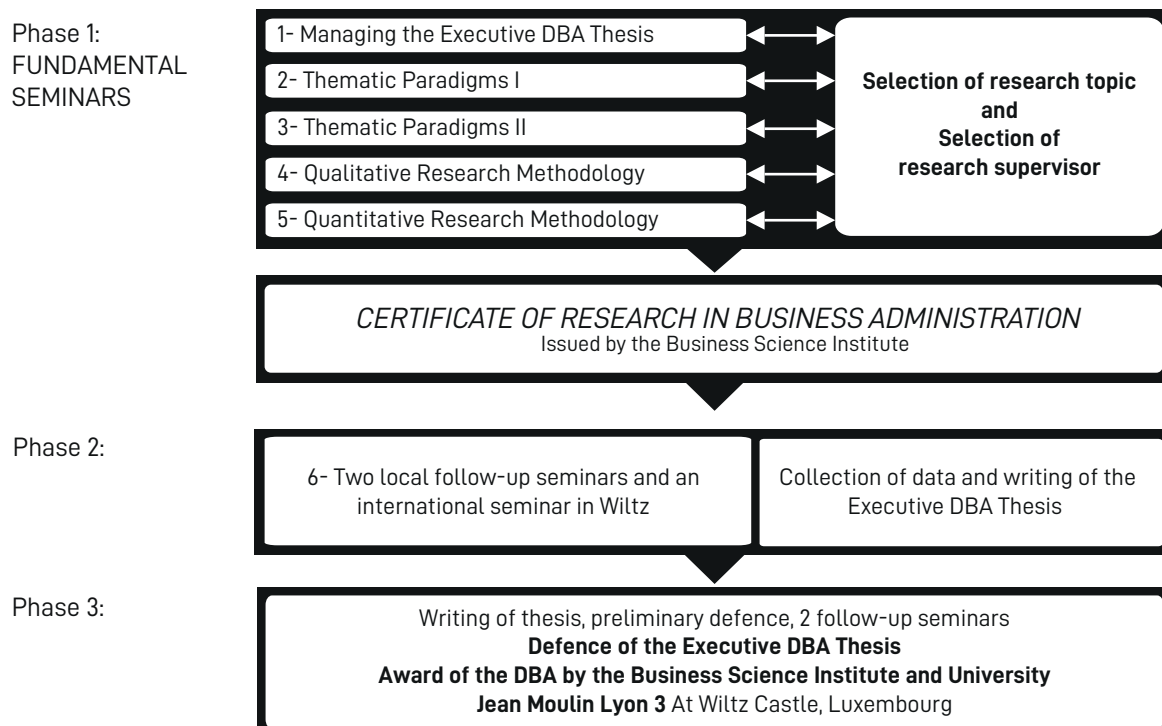 Phase 1:
FUNDAMENTAL
SEMINARS
1- Managing the Executive DBA Thesis
2- Thematic Paradigms I
3- Thematic Paradigms II
4- Qualitative Research Methodology
5- Quantitative Research Methodology
Selection of research topic
and
Selection of
research supervisor
CERTIFICATE OF RESEARCH IN BUSINESS ADMINISTRATION
Issued by the Business Science Institute
Phase 2:
6- Two local follow-up seminars and an
international seminar in Wiltz
Collection of data and writing of the
Executive DBA Thesis
Phase 3:
Writing of thesis, preliminary defence, 2 follow-up seminars
Defence of the Executive DBA Thesis
Award of the DBA by the Business Science Institute and University
Jean Moulin Lyon 3 At Wiltz Castle, Luxembourg